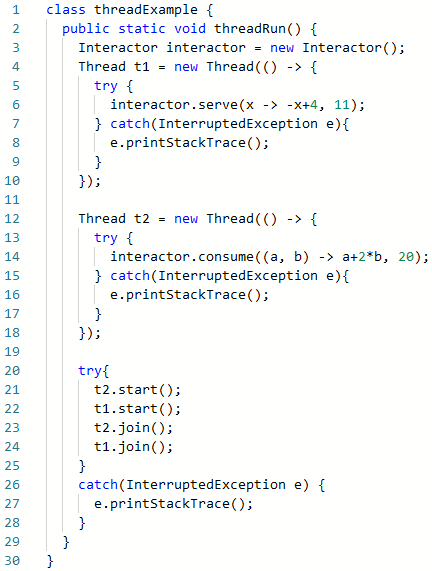 1 class threadExample {
2   public static void threadRun() {
3     Interactor interactor = new Interactor();
4     Thread t1 = new Thread(() -> {
5       try {
6         interactor.serve(x -> -x+4, 11);
7       } catch(InterruptedException e){
8         e.printStackTrace();
9       }
10     });
11
12     Thread t2 = new Thread(() -> {
13       try {
14         interactor.consume((a, b) -> a+2*b, 20);
15       } catch(InterruptedException e){
16         e.printStackTrace();
17       }
18     });
19
20     try{
21       t2.start();
22       t1.start();
23       t2.join();
24       t1.join();
25     }
26     catch(InterruptedException e) {
27       e.printStackTrace();
28     }
29   }
30 }